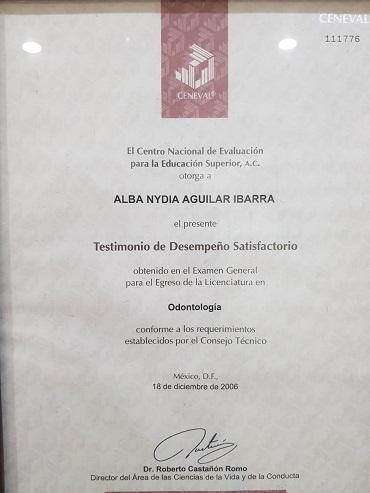 CENEVAL
111776
CENEVAL®
El Centro Nacional de Evaluación
para la Educación Superior, A.C.
otorga a
ALBA NYDIA AGUILAR IBARRA
el presente
Testimonio de Desempeño Satisfactorio
obtenido en el Examen General
para el Egreso de la Licenciatura en
Odontología
conforme a los requerimientos
establecidos por el Consejo Técnico
México, D.F.,
18 de diciembre de 2006
Dr. Roberto Castañón Romo
Director del Área de las Ciencias de la Vida y de la Conducta